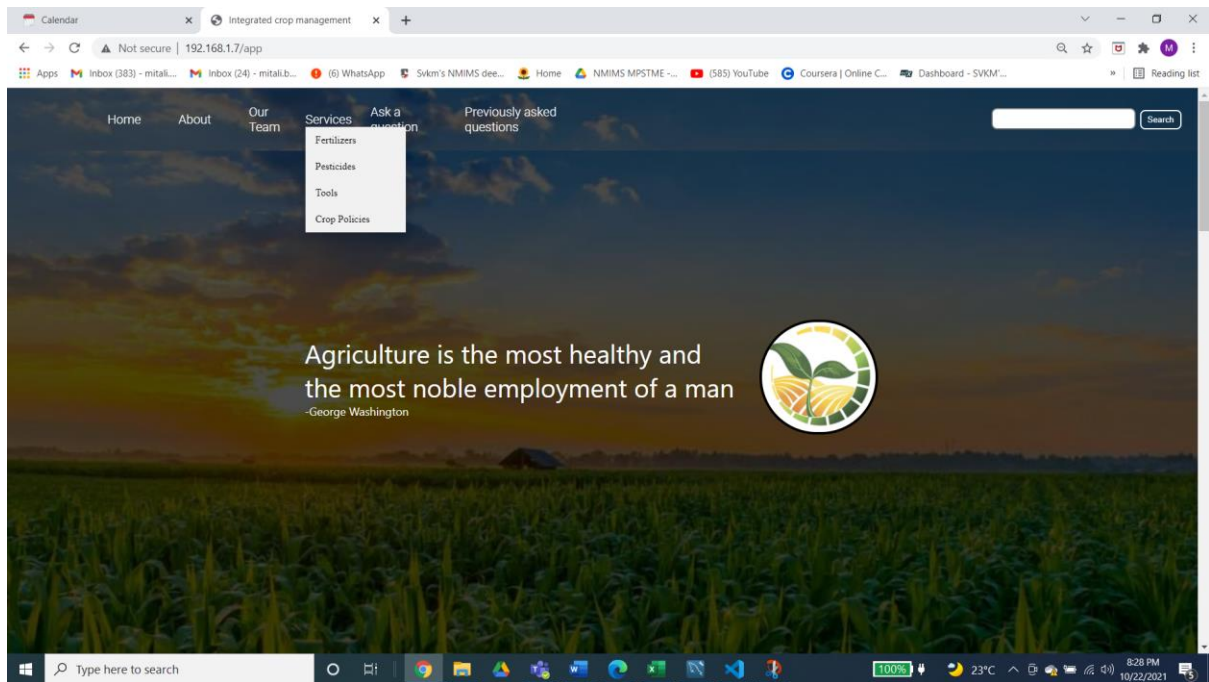 Calendar
Integrated crop management
Not secure | 192.168.1.7/app
M
Apps
Inbox (383) - mitali....
Inbox (24) - mitali.b...
(6) WhatsApp
Svkm's NMIMS dee...
Home
NMIMS MPSTME -...
(585) YouTube
Coursera | Online C...
Dashboard - SVKM'...
»
Reading list
Home
About
Our
Team
Services
Ask a
question
Previously asked
questions
Search
Fertilizers
Pesticides
Tools
Crop Policies
Agriculture is the most healthy and
the most noble employment of a man
-George Washington
Type here to search
100%
23°C
8:28 PM
10/22/2021
5